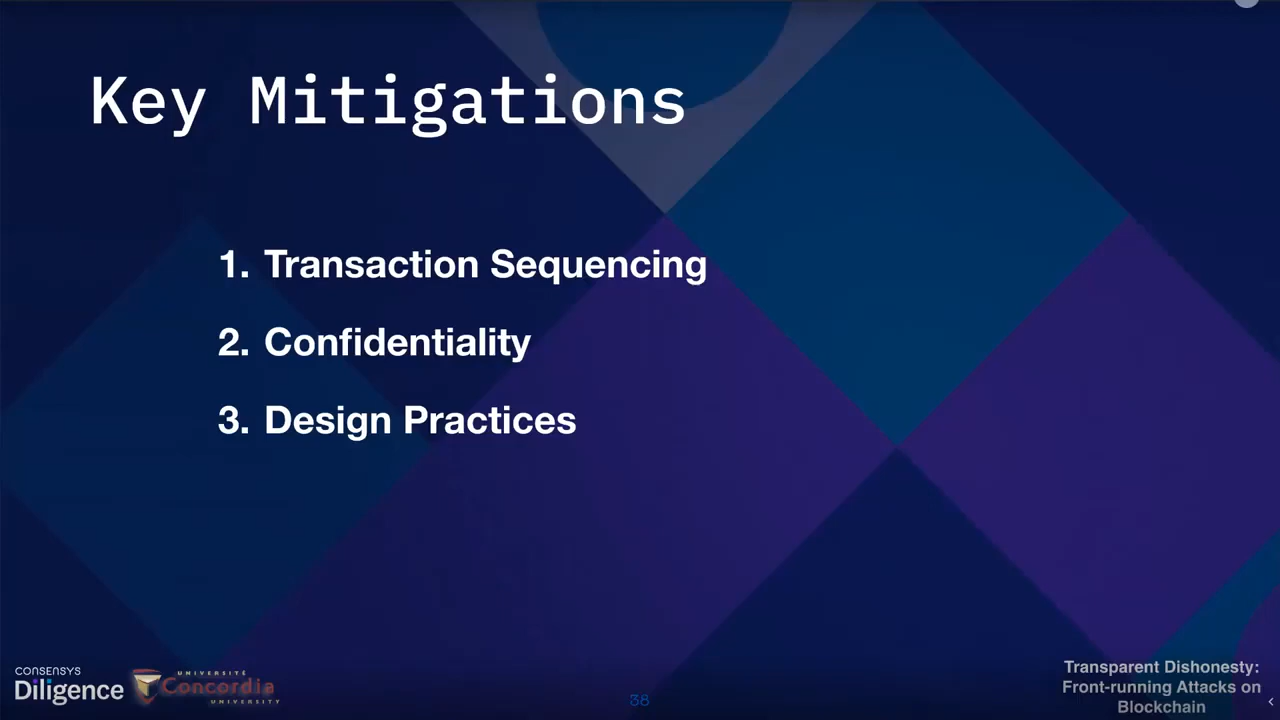 Key Mitigations
1. Transaction Sequencing
2. Confidentiality
3. Design Practices
CONSENSYS
Diligence
UNIVERSITÉ
Concordia
UNIVERSITY
38
Transparent Dishonesty:
Front-running Attacks on
Blockchain